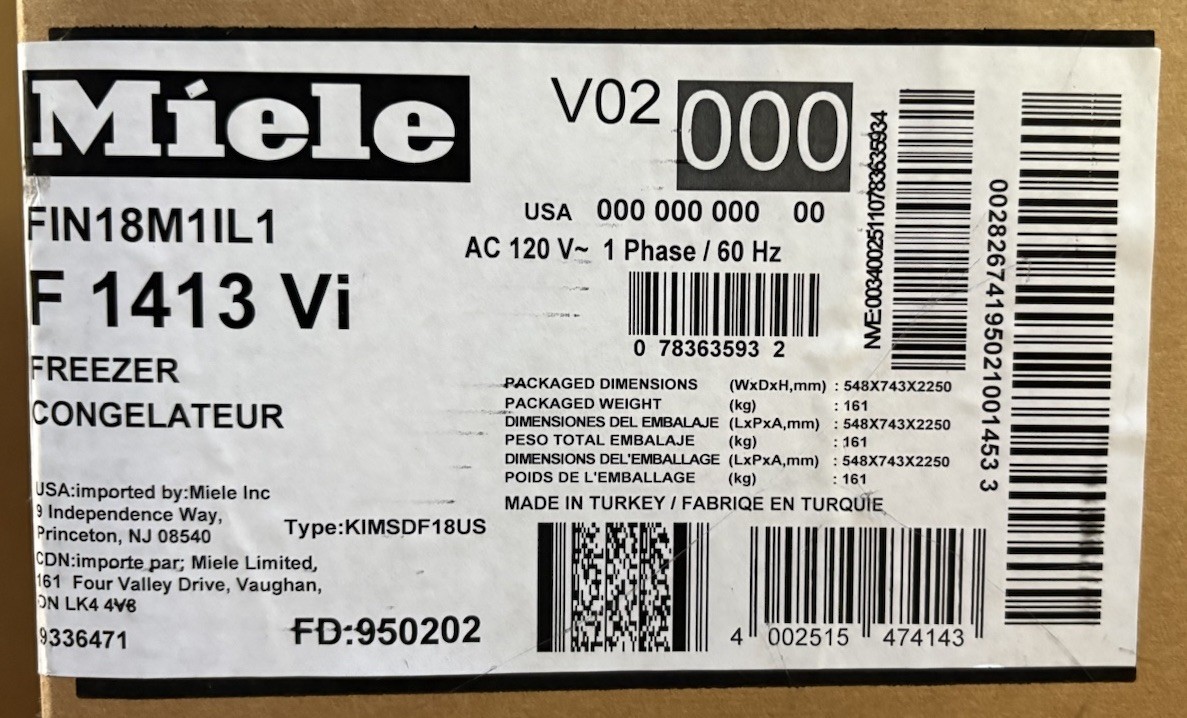 Miele
V02 000
FIN18M1IL1
USA 000 000 000 00
AC 120 V~ 1 Phase / 60 Hz
F 1413 Vi
0 78363593 2
FREEZER
CONGELATEUR
PACKAGED DIMENSIONS (WxDxH,mm) : 548X743X2250
PACKAGED WEIGHT (kg) : 161
DIMENSIONES DEL EMBALAJE (LxPxA,mm) : 548X743X2250
PESO TOTAL EMBALAJE (kg) : 161
DIMENSIONS DEL'EMBALLAGE (LxPxA,mm) : 548X743X2250
POIDS DE L'EMBALLAGE (kg) : 161
MADE IN TURKEY / FABRIQE EN TURQUIE
USA:imported by:Miele Inc
9 Independence Way,
Princeton, NJ 08540
Type:KIMSDF18US
CDN:importe par; Miele Limited,
161 Four Valley Drive, Vaughan,
ON LK4 4V6
9336471
FD:950202
4 002515 474143
NVE00340025110783635934
00282674195021001453 3